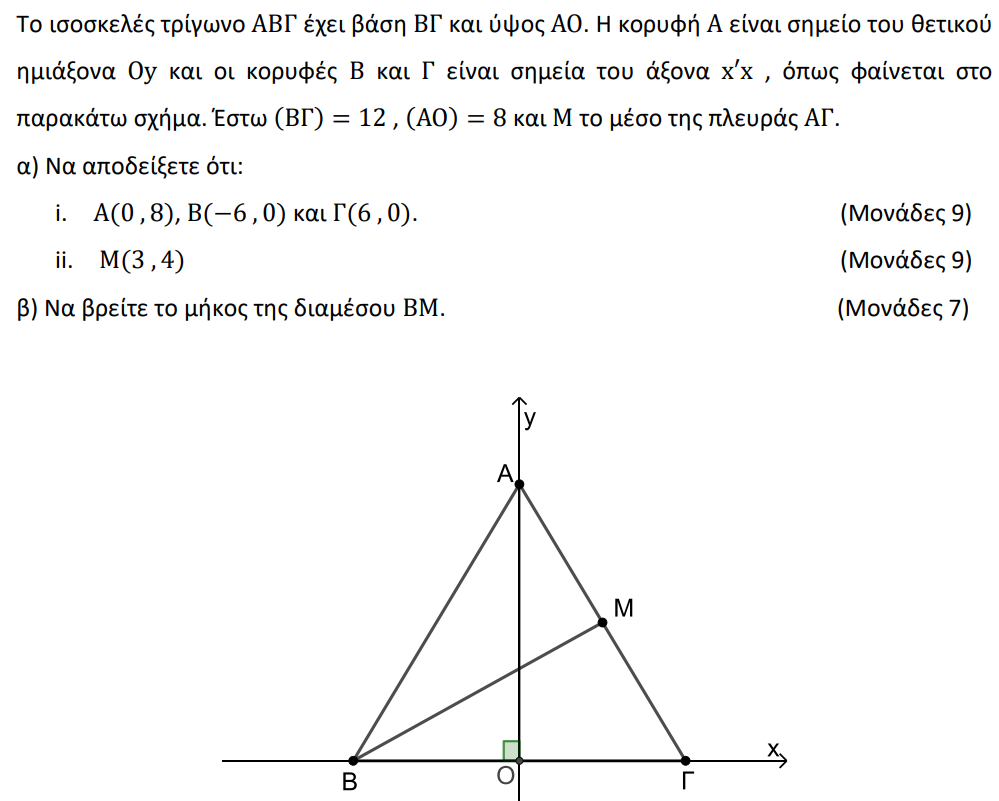 Το ισοσκελές τρίγωνο ΑΒΓ έχει βάση ΒΓ και ύψος ΑΟ. Η κορυφή Α είναι σημείο του θετικού
ημιάξονα Oy και οι κορυφές Β και Γ είναι σημεία του άξονα x′x , όπως φαίνεται στο
παρακάτω σχήμα. Έστω (ΒΓ) = 12 , (ΑΟ) = 8 και Μ το μέσο της πλευράς ΑΓ.
α) Να αποδείξετε ότι:
i. Α(0 , 8), Β(−6 , 0) και Γ(6 , 0). (Μονάδες 9)
ii. Μ(3 , 4) (Μονάδες 9)
β) Να βρείτε το μήκος της διαμέσου ΒΜ. (Μονάδες 7)
y
Α
Μ
x
Β Ο Γ